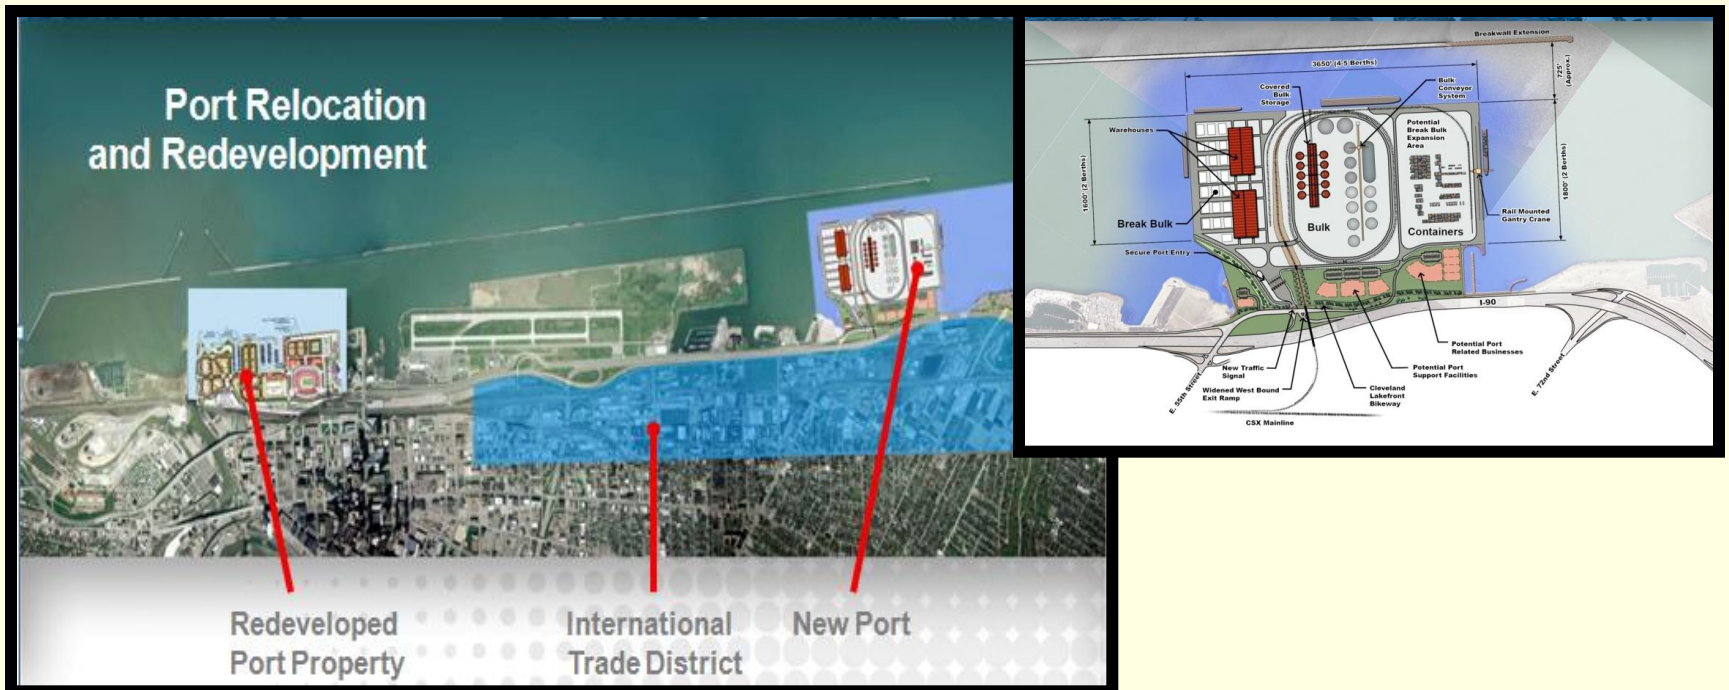 Port Relocation
and Redevelopment
Redeveloped
Port Property
International
Trade District
New Port
Breakwall Extension
3650' (4-5 Berths)
725'
(Approx.)
Covered
Bulk
Storage
Bulk
Conveyor
System
Warehouses
Potential
Break Bulk
Expansion
Area
1600' (2 Berths)
1800' (2 Berths)
Break Bulk
Bulk
Containers
Rail Mounted
Gantry Crane
Secure Port Entry
I-90
Potential Port
Related Businesses
New Traffic
Signal
Potential Port
Support Facilities
Widened West Bound
Exit Ramp
Cleveland
Lakefront
Bikeway
E. 55th Street
E. 72nd Street
CSX Mainline